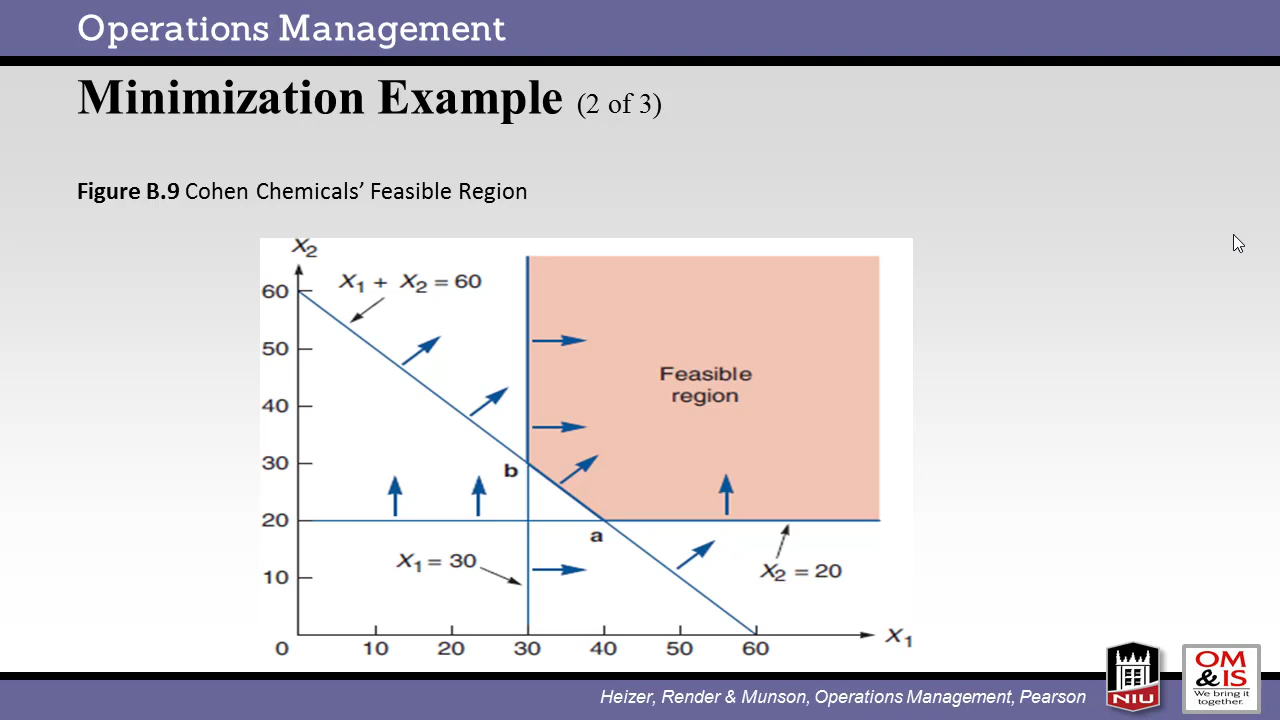 Operations Management
Minimization Example (2 of 3)
Figure B.9 Cohen Chemicals’ Feasible Region
X₂
60
X₁ + X₂ = 60
50
Feasible
region
40
30
b
20
a
X₁ = 30
X₂ = 20
10
0
10 20 30 40 50 60
X₁
Heizer, Render & Munson, Operations Management, Pearson
NIU
OM
& IS
We bring it
together.